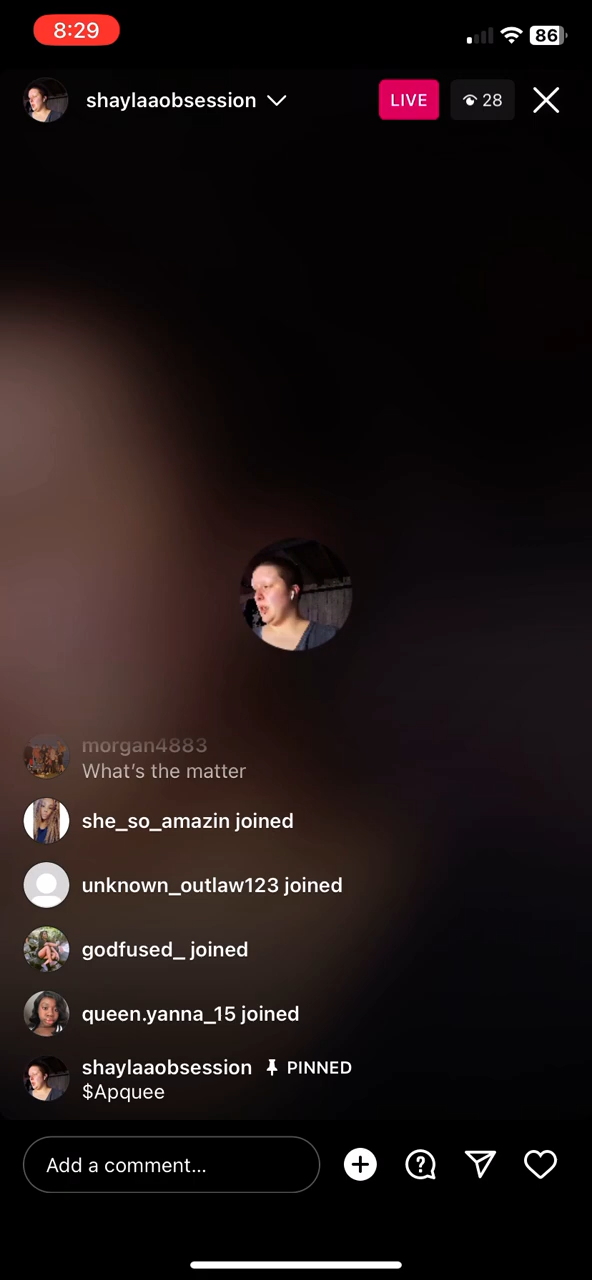 8:29
86
shaylaaobsession
LIVE
28
morgan4883
What's the matter
she_so_amazin joined
unknown_outlaw123 joined
godfused_ joined
queen.yanna_15 joined
shaylaaobsession PINNED
$Apquee
Add a comment...